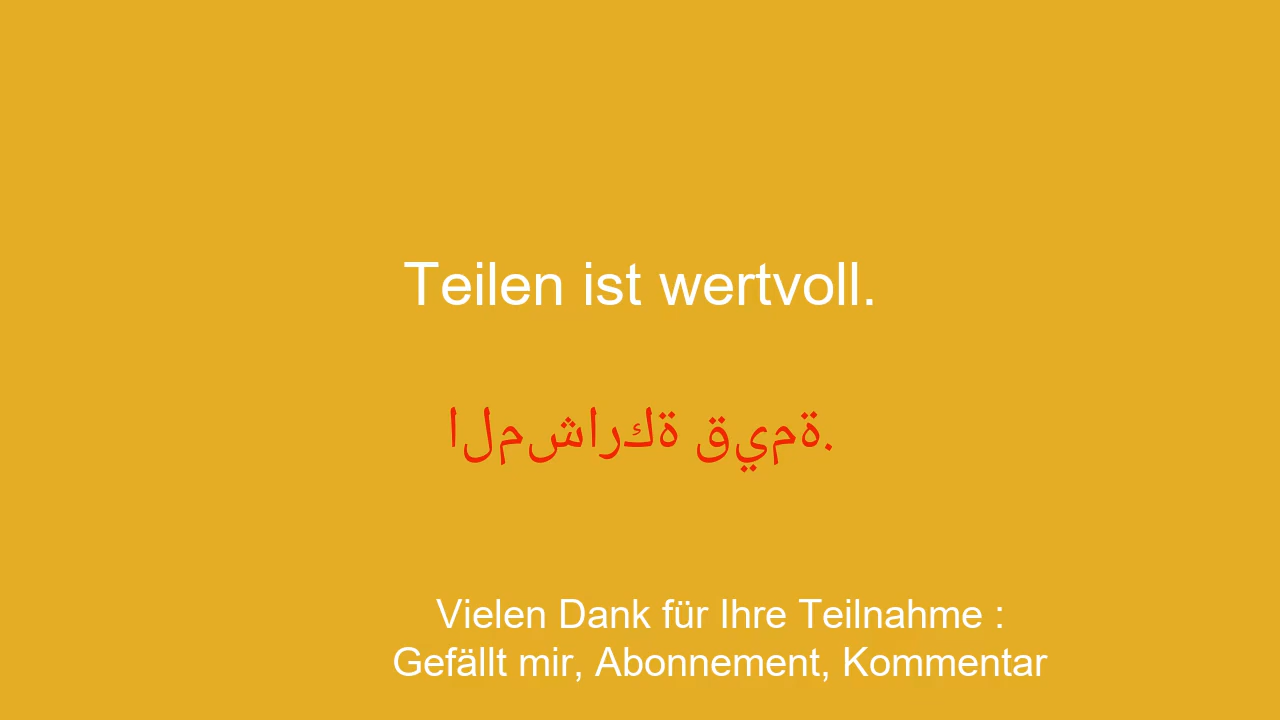 Teilen ist wertvoll.
المشاركة قيمة.
Vielen Dank für Ihre Teilnahme :
Gefällt mir, Abonnement, Kommentar